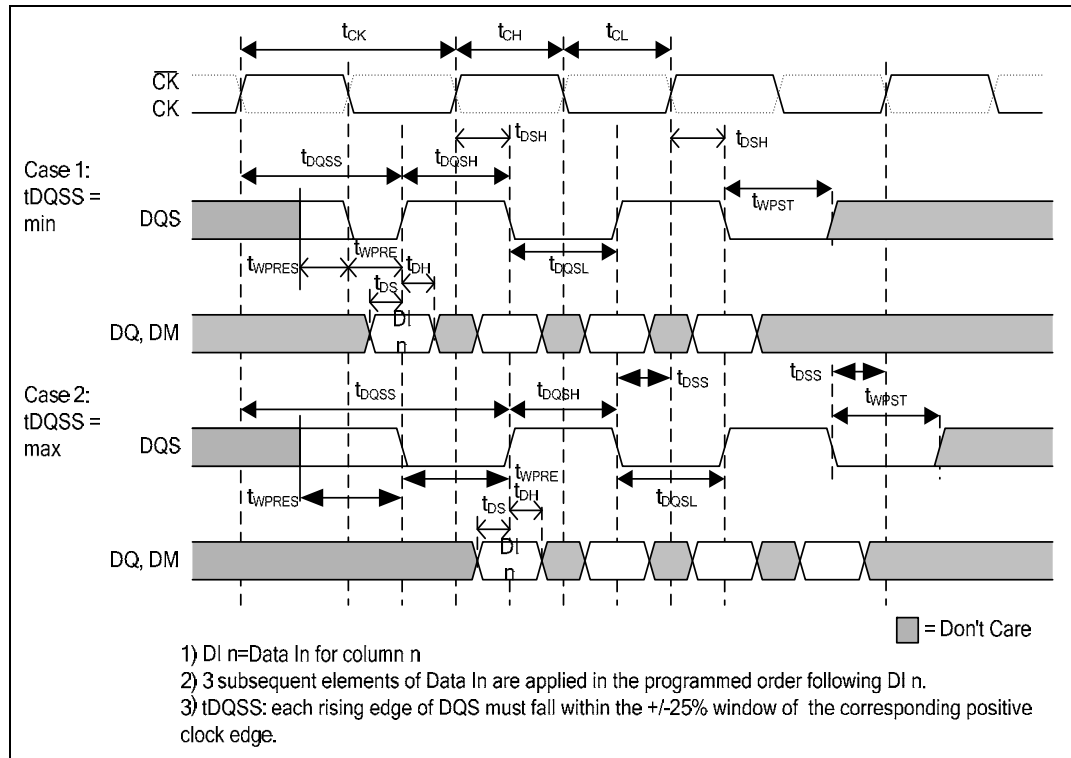 tCK
tCH
tCL
CK
CK
tDSH
tDSH
tDQSS
tDQSH
Case 1:
tDQSS =
min
DQS
tWPST
tWPRES
tWPRE
tDQSL
tDS
tDH
DI
n
DQ, DM
tDSS
tDSS
Case 2:
tDQSS =
max
tDQSS
tDQSH
tWPST
DQS
tWPRES
tWPRE
tDQSL
tDS
tDH
DI
n
DQ, DM
= Don't Care
1) DI n=Data In for column n
2) 3 subsequent elements of Data In are applied in the programmed order following DI n.
3) tDQSS: each rising edge of DQS must fall within the +/-25% window of the corresponding positive
clock edge.